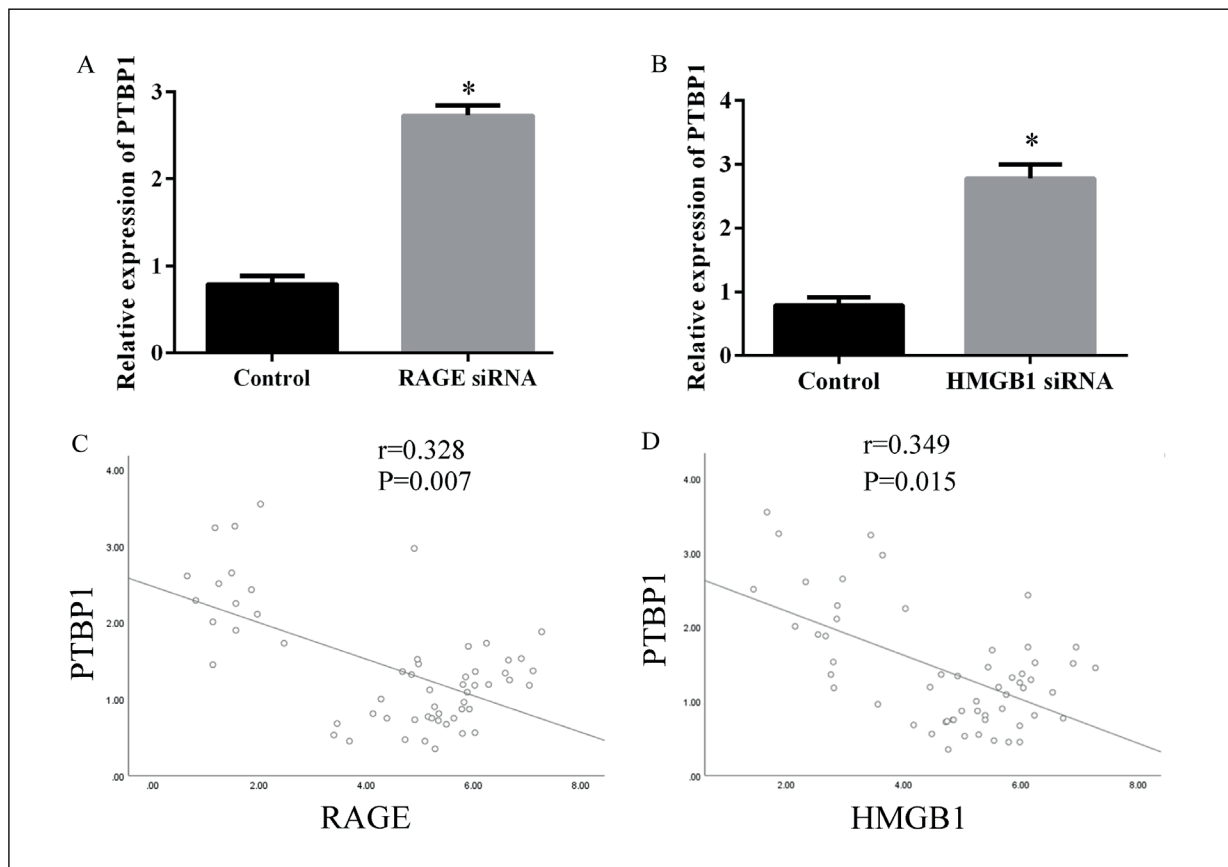 A
Relative expression of PTBP1
3
2
1
0
*
Control
RAGE siRNA
B
Relative expression of PTBP1
4
3
2
1
0
*
Control
HMGB1 siRNA
C
r=0.328
P=0.007
PTBP1
4.00
3.00
2.00
1.00
.00
.00 2.00 4.00 6.00 8.00
RAGE
D
r=0.349
P=0.015
PTBP1
4.00
3.00
2.00
1.00
.00
2.00 4.00 6.00 8.00
HMGB1